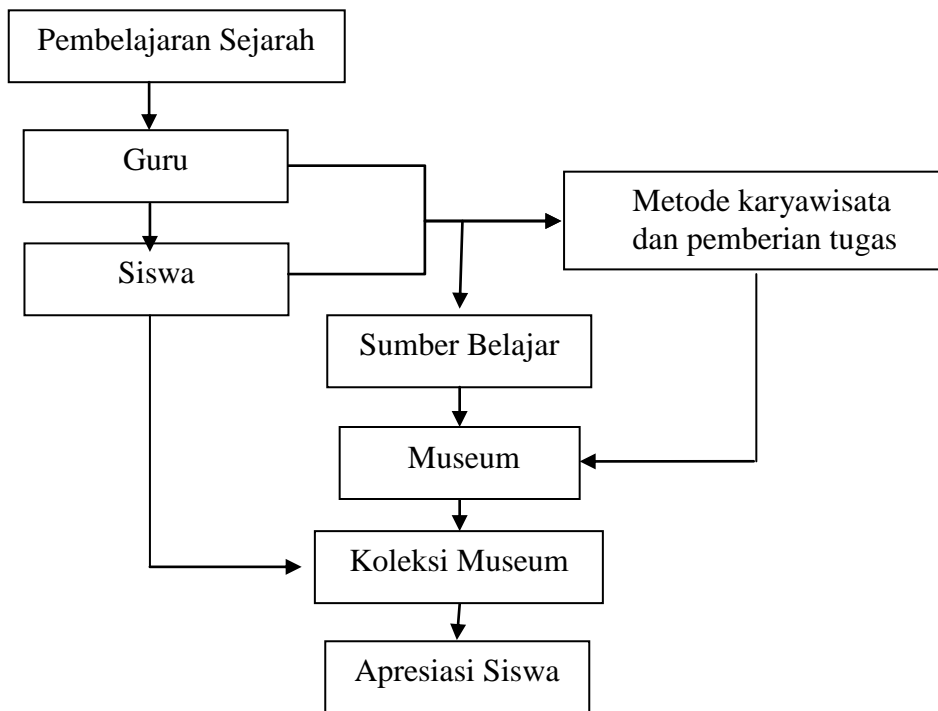 Pembelajaran Sejarah
Guru
Siswa
Metode karyawisata
dan pemberian tugas
Sumber Belajar
Museum
Koleksi Museum
Apresiasi Siswa